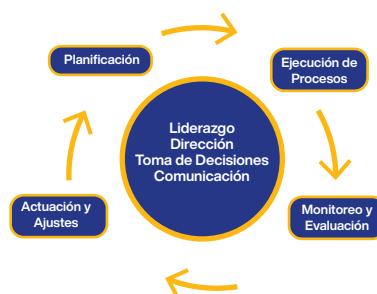 Planificación
Ejecución de
Procesos
Liderazgo
Dirección
Toma de Decisiones
Comunicación
Actuación y
Ajustes
Monitoreo y
Evaluación